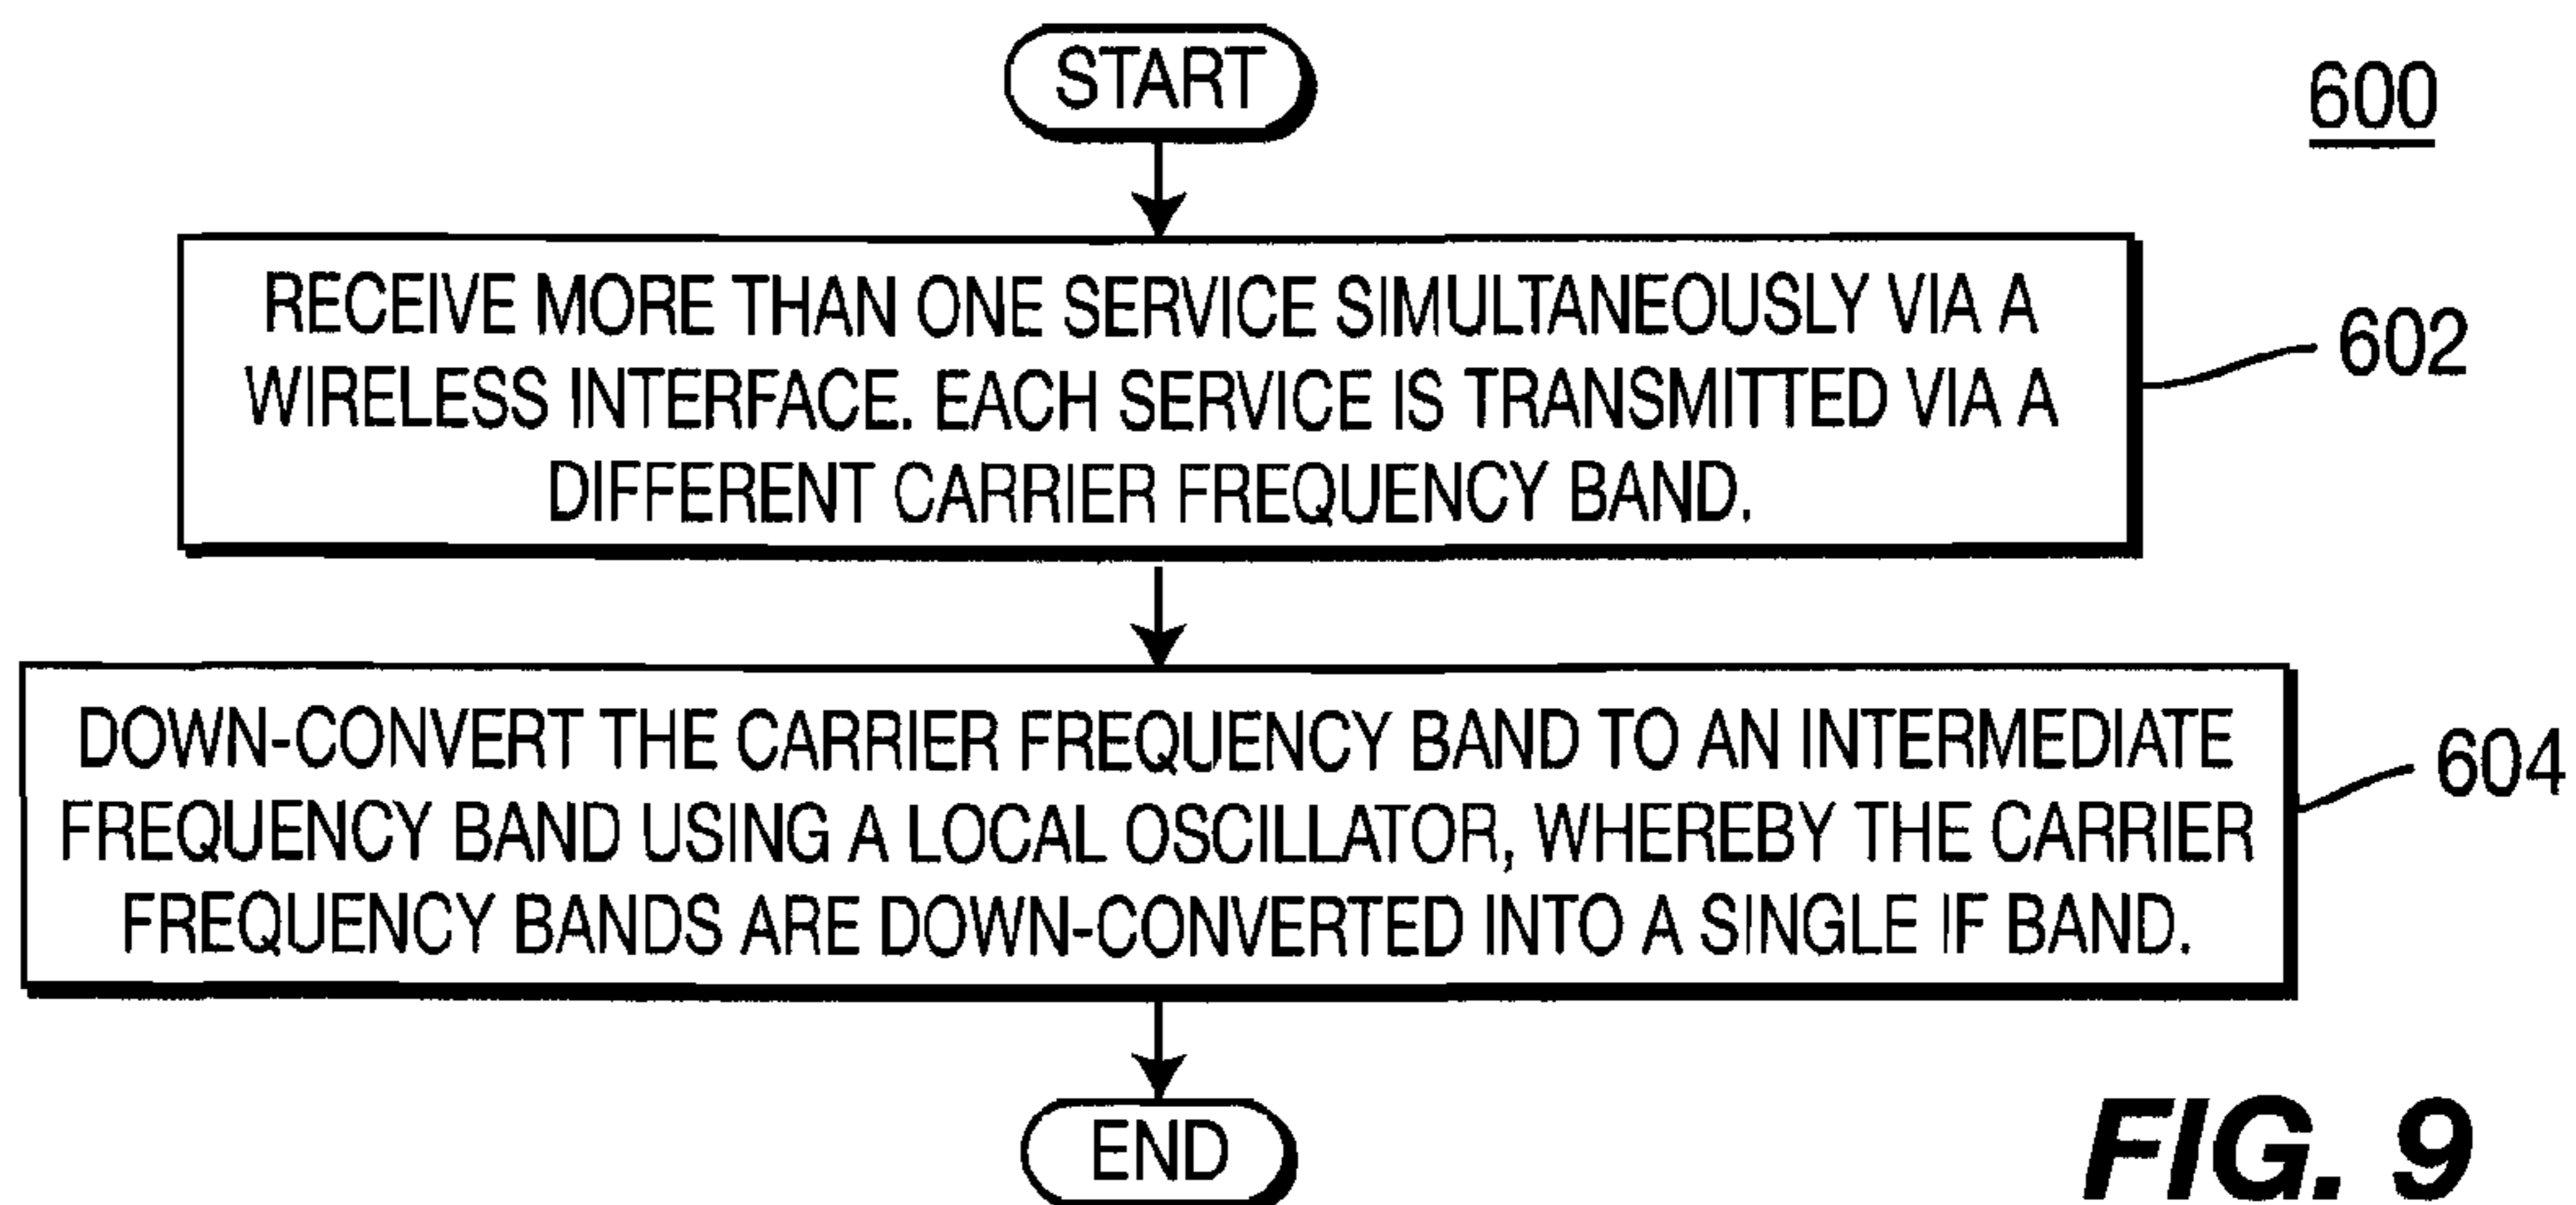 START
600
RECEIVE MORE THAN ONE SERVICE SIMULTANEOUSLY VIA A
WIRELESS INTERFACE. EACH SERVICE IS TRANSMITTED VIA A
DIFFERENT CARRIER FREQUENCY BAND.
602
DOWN-CONVERT THE CARRIER FREQUENCY BAND TO AN INTERMEDIATE
FREQUENCY BAND USING A LOCAL OSCILLATOR, WHEREBY THE CARRIER
FREQUENCY BANDS ARE DOWN-CONVERTED INTO A SINGLE IF BAND.
604
END
FIG. 9